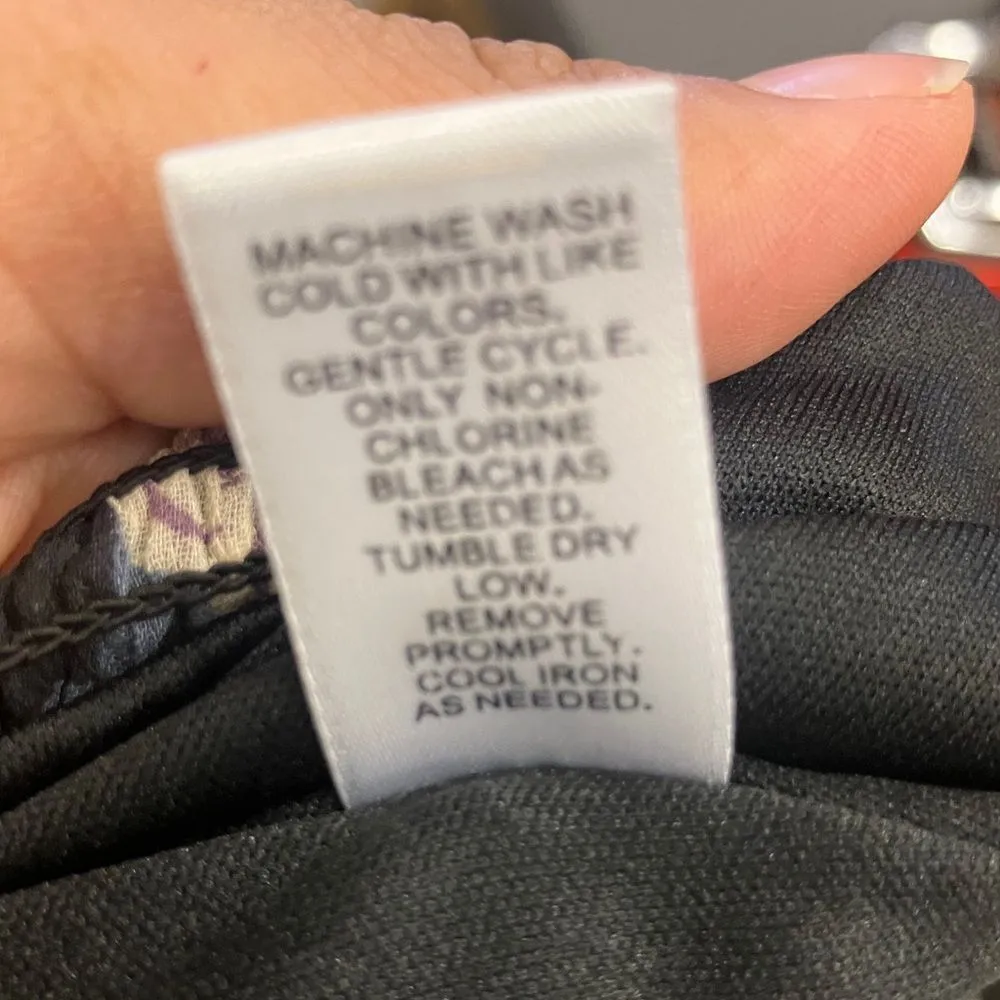 MACHINE WASH
COLD WITH LIKE
COLORS.
GENTLE CYCLE.
ONLY NON-
CHLORINE
BLEACH AS
NEEDED.
TUMBLE DRY
LOW.
REMOVE
PROMPTLY.
COOL IRON
AS NEEDED.